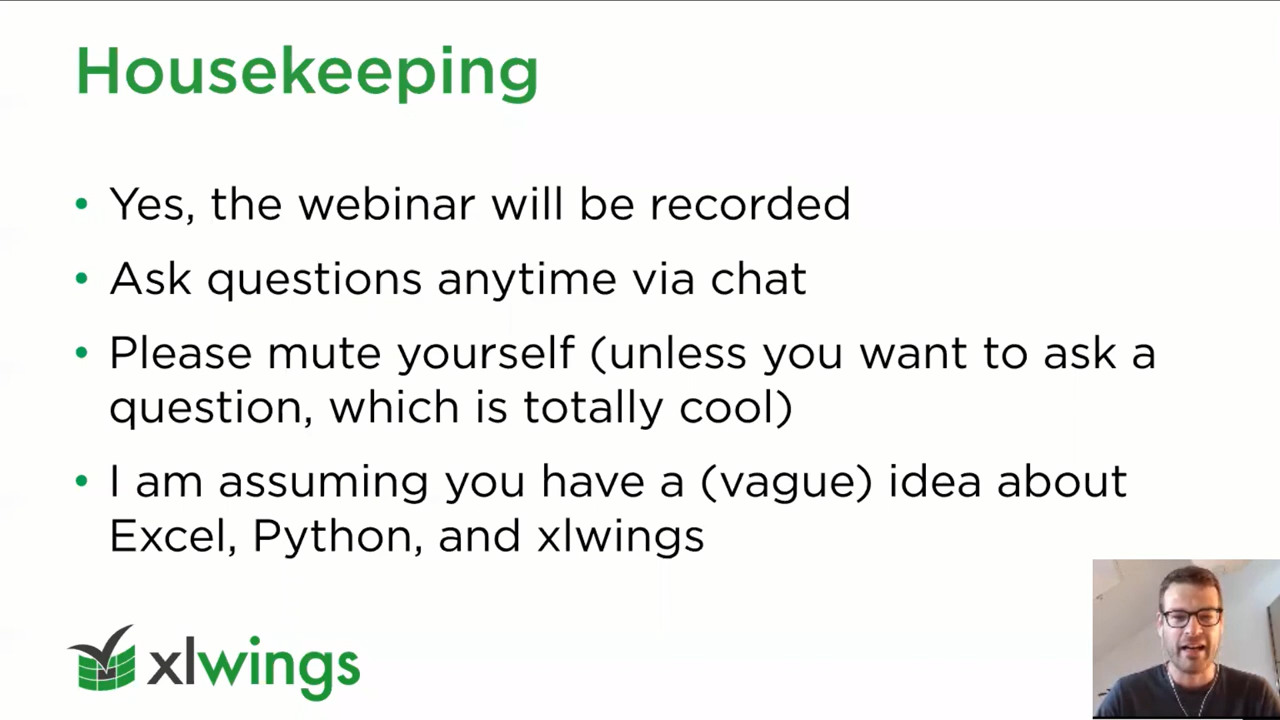 Housekeeping
• Yes, the webinar will be recorded
• Ask questions anytime via chat
• Please mute yourself (unless you want to ask a
question, which is totally cool)
• I am assuming you have a (vague) idea about
Excel, Python, and xlwings
xlwings